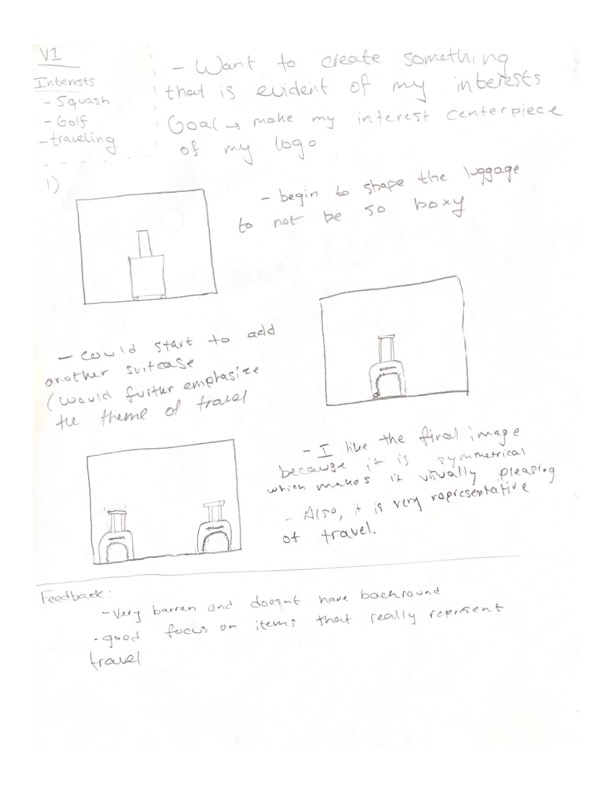 V1
Interests
- Squash
- Golf
- traveling
- Want to create something
that is evident of my interests
Goal → make my interest centerpiece
of my logo
1)
- begin to shape the luggage
to not be so boxy
- Could start to add
another suitcase
(would further emphasize
the theme of travel
- I like the final image
because it is symmetrical
which makes it visually pleasing
- Also, it is very representative
of travel.
Feedback:
- Very barren and doesnt have backround
- good focus on items that really represent
travel